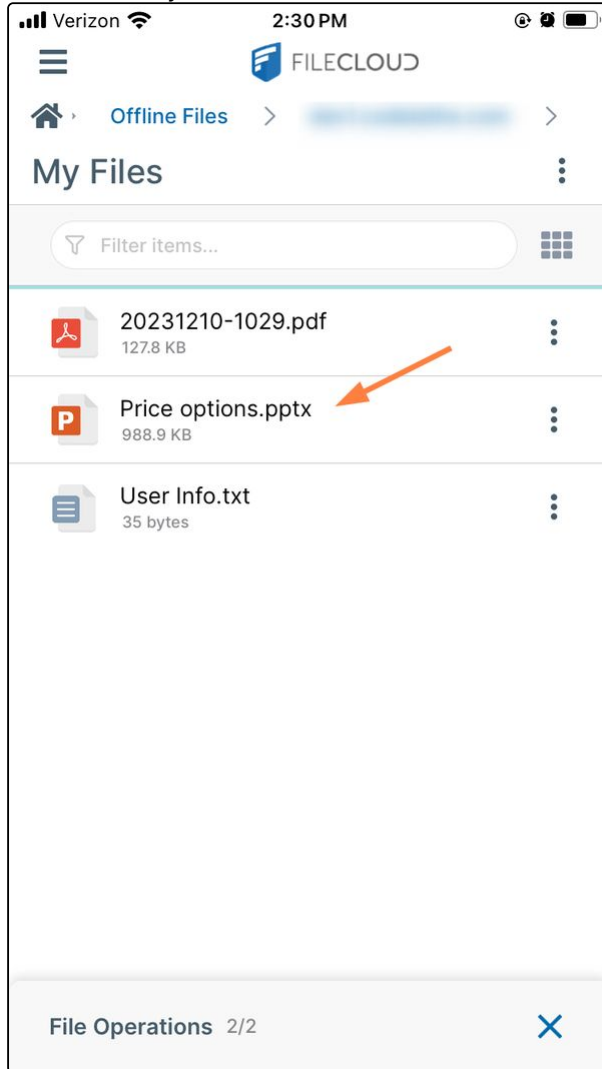 Verizon 2:30 PM
FILECLOUD
Offline Files
My Files
Filter items...
20231210-1029.pdf
127.8 KB
P
Price options.pptx
988.9 KB
User Info.txt
35 bytes
File Operations 2/2